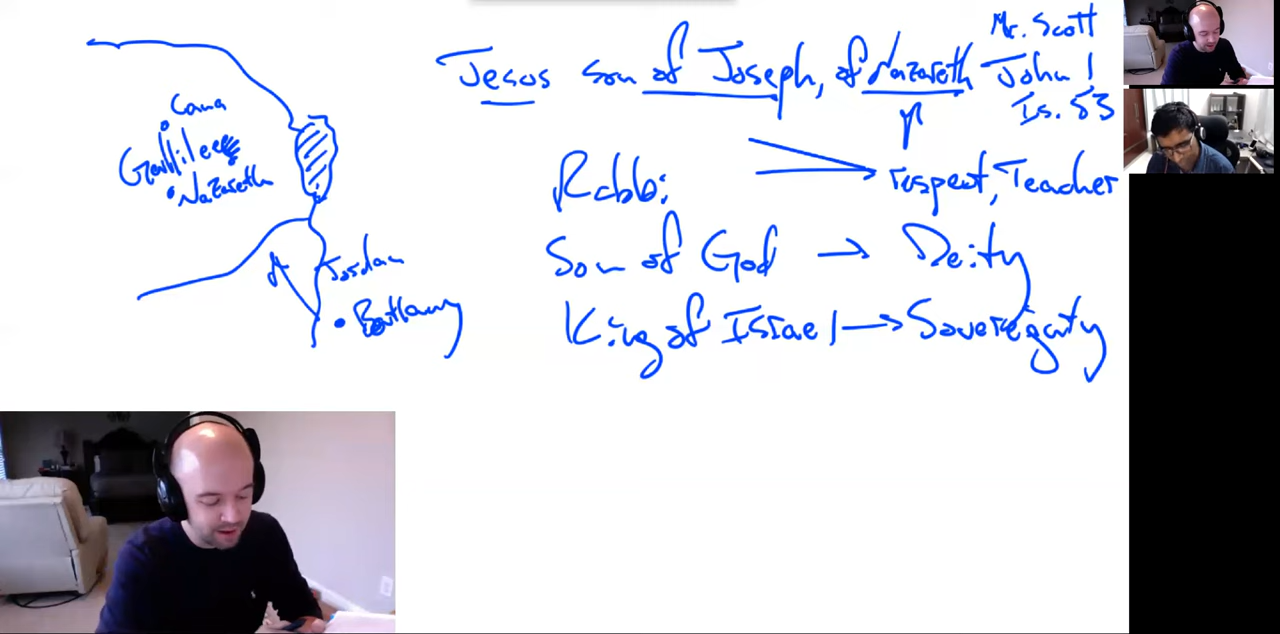 Mr. Scott
Jesus son of Joseph, of Nazareth John 1
Is. 53
Cana
Galilee
Nazareth
Rabbi
respect, Teacher
Son of God → Deity
Jordan
King of Israel → Sovereignty
Bethany